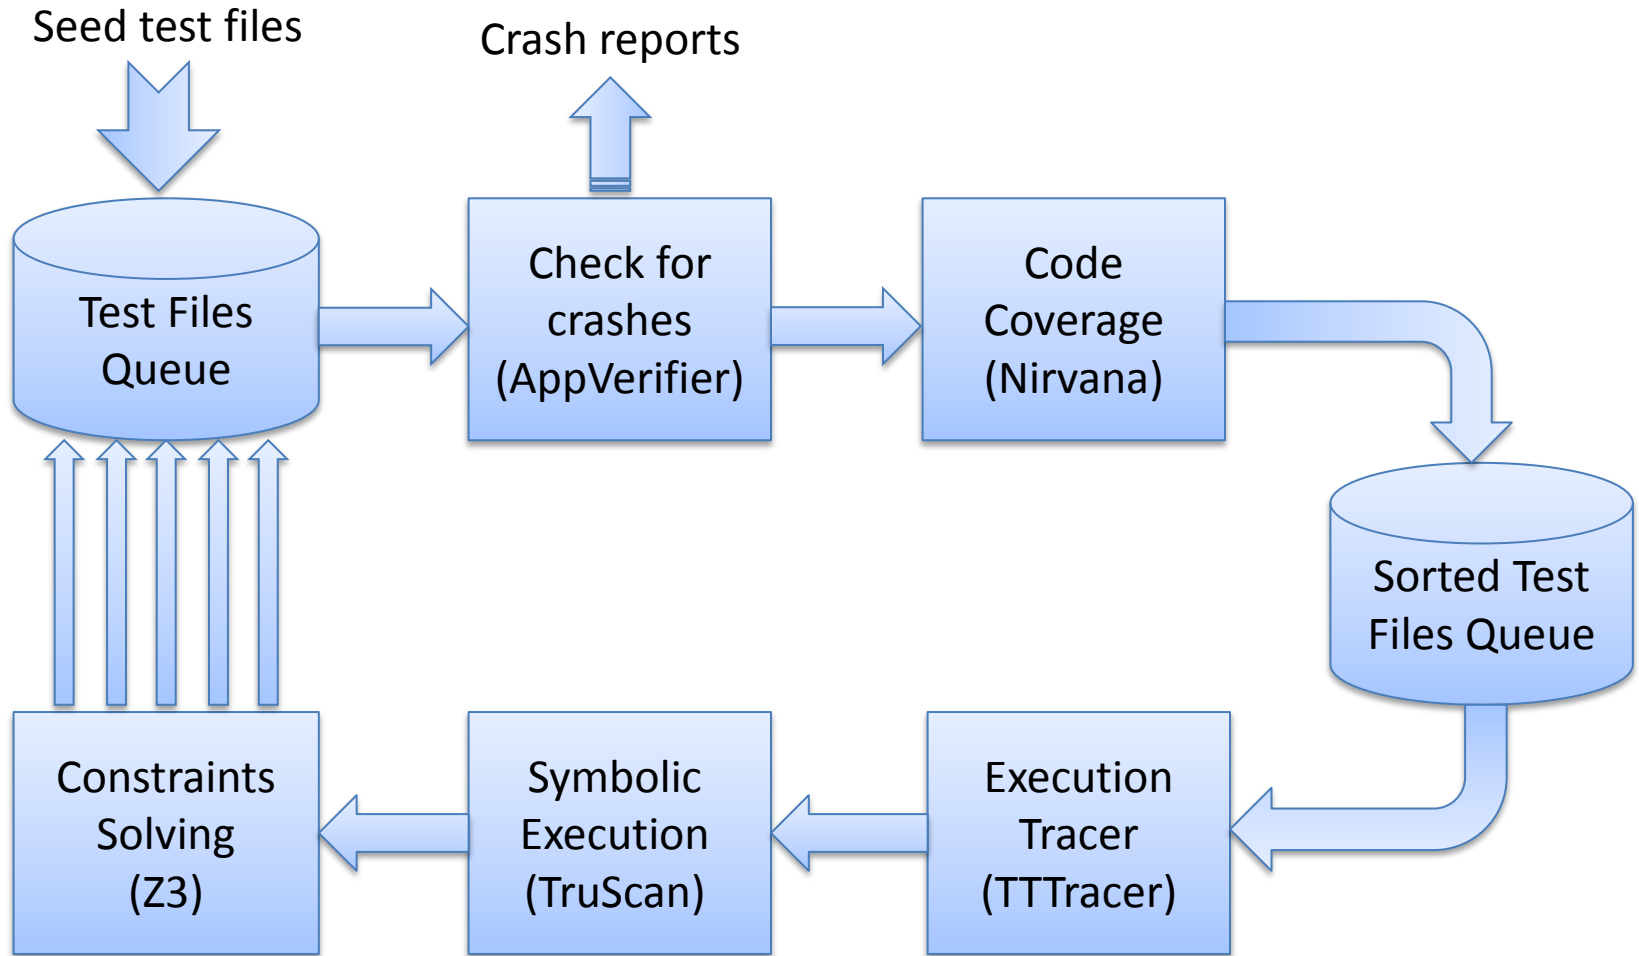 Seed test files
Crash reports
Test Files
Queue
Check for
crashes
(AppVerifier)
Code
Coverage
(Nirvana)
Sorted Test
Files Queue
Constraints
Solving
(Z3)
Symbolic
Execution
(TruScan)
Execution
Tracer
(TTTracer)